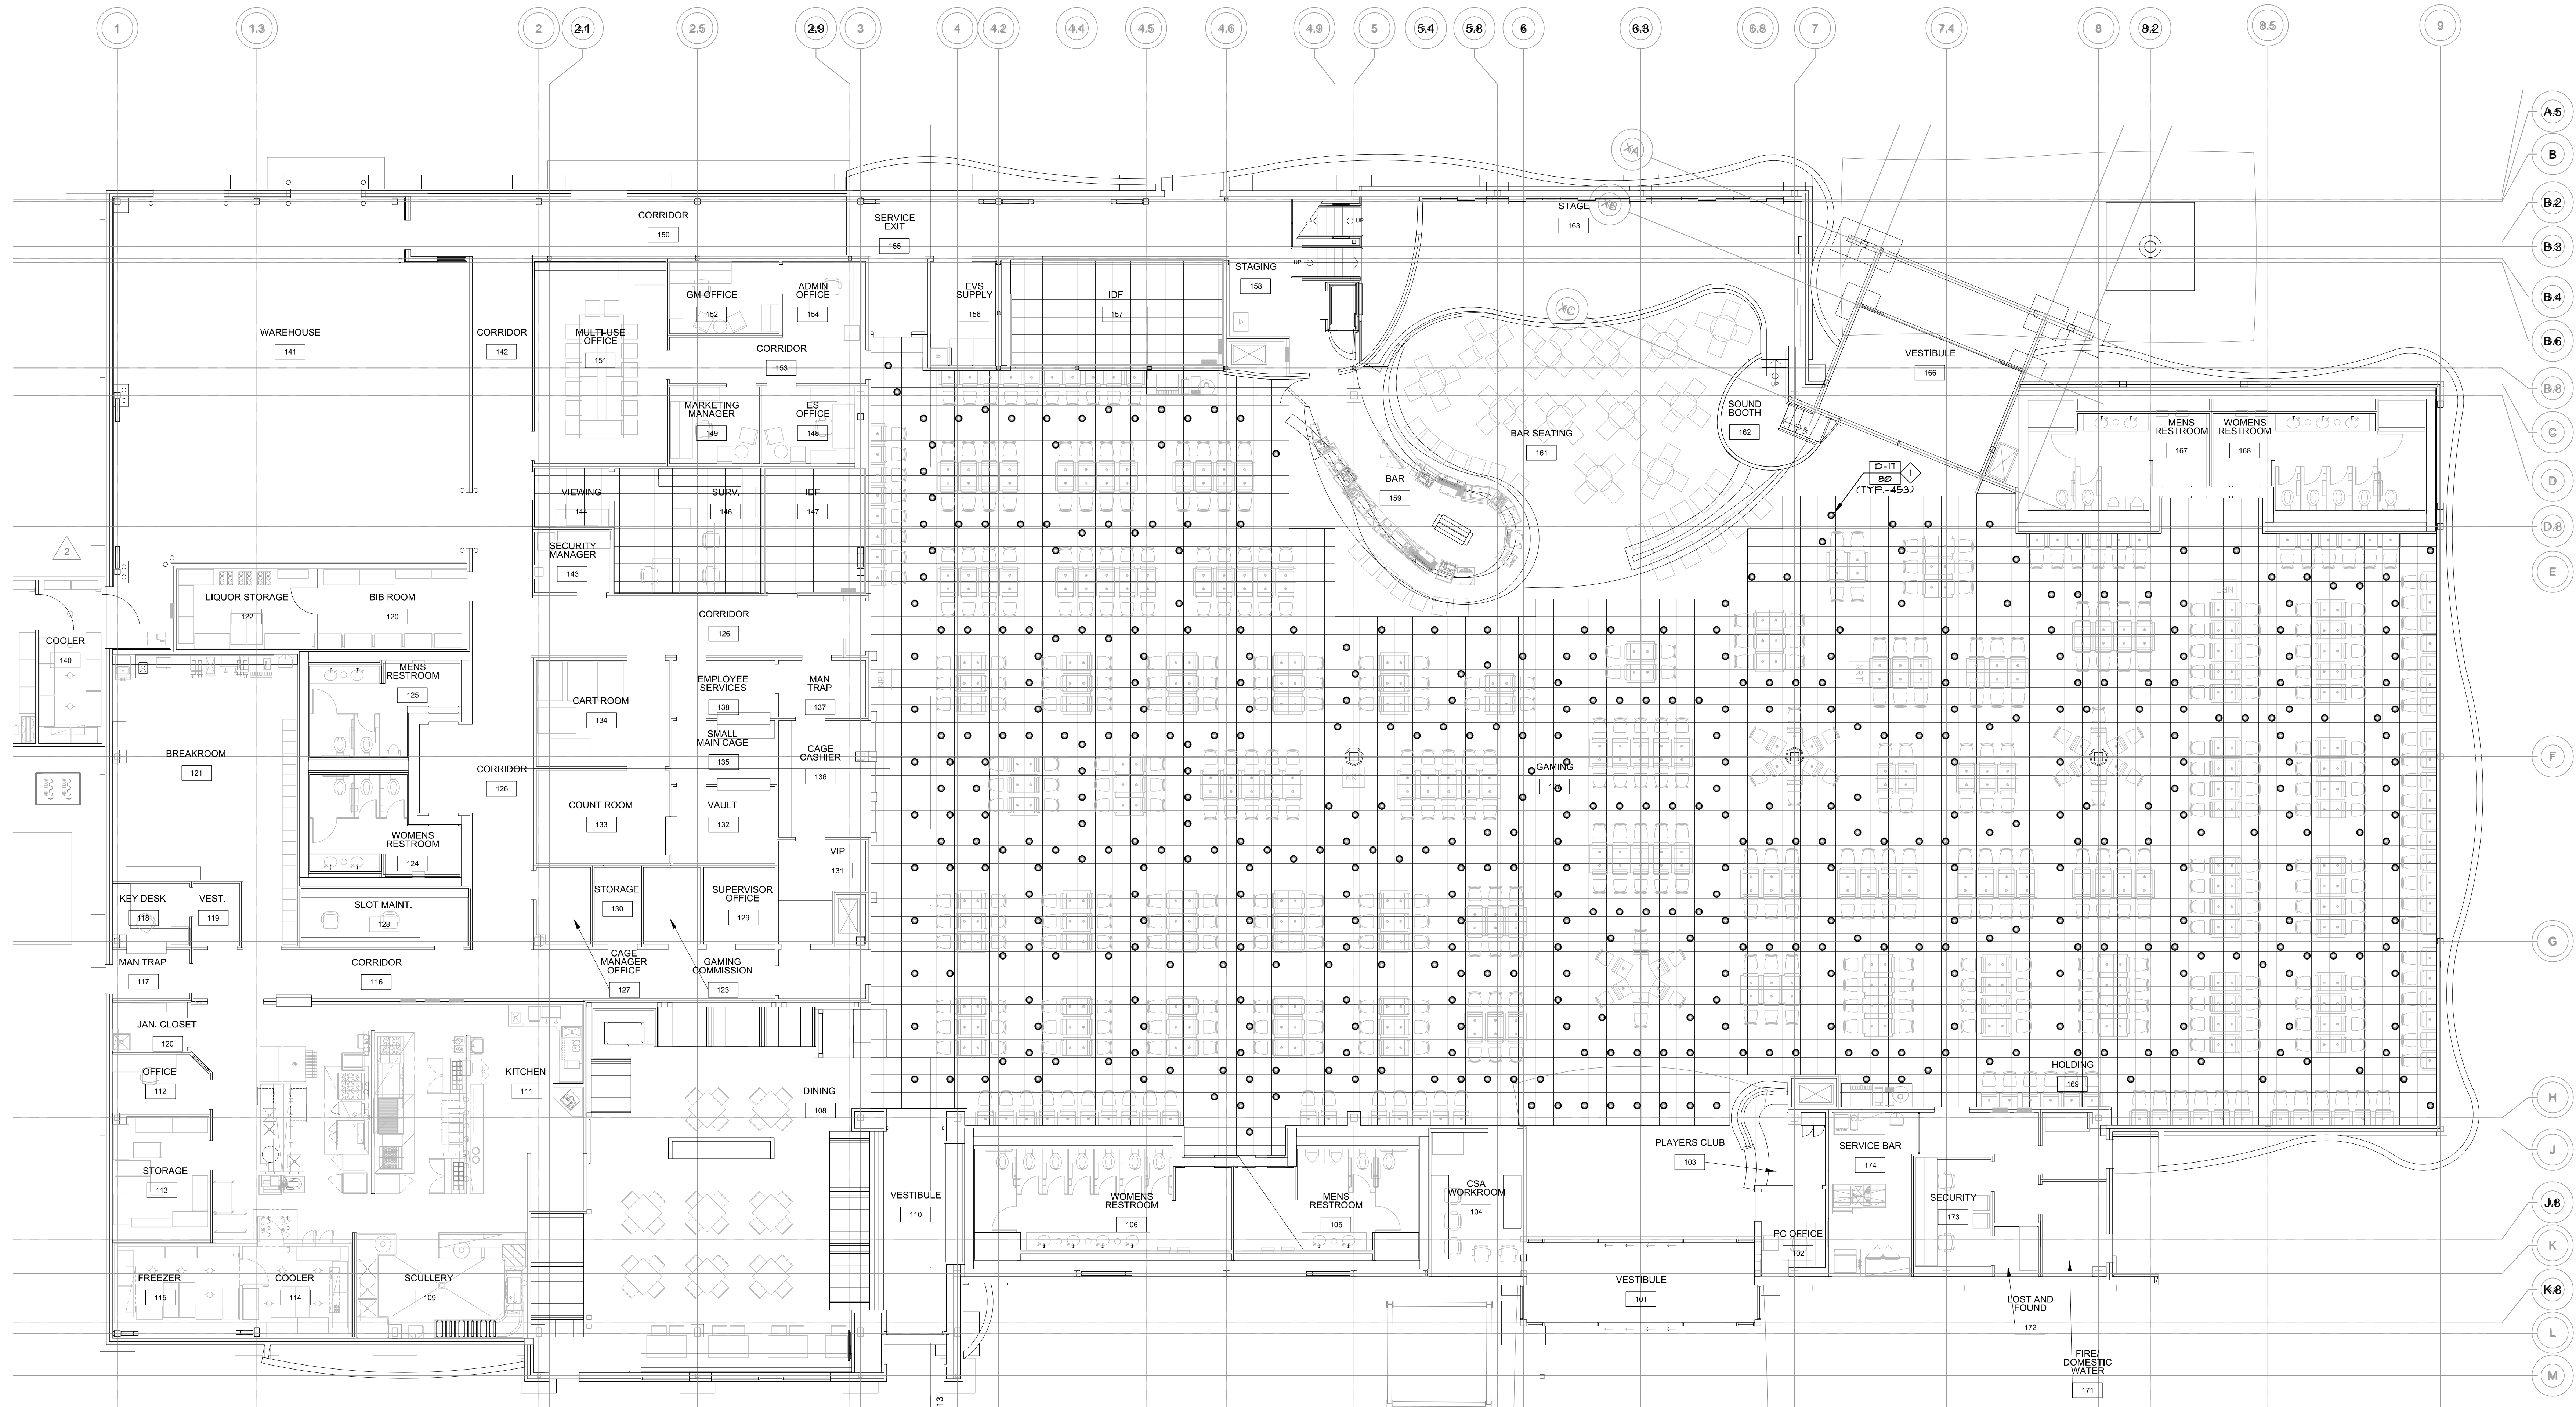 1
1.3
2
2.1
2.5
2.9
3
4
4.2
4.4
4.5
4.6
4.9
5
5.4
5.8
6
6.3
6.6
7
7.4
8
8.2
8.5
9
A.5
B
B.2
B.3
B.4
B.6
B.8
C
D
D.8
E
F
G
H
J
J.8
K
K.8
L
M
XA
XB
XC
CORRIDOR
150
SERVICE
EXIT
155
STAGE
163
UP
UP
STAGING
158
EVS
SUPPLY
156
IDF
157
GM OFFICE
152
ADMIN
OFFICE
154
WAREHOUSE
141
CORRIDOR
142
MULTI-USE
OFFICE
151
CORRIDOR
153
VESTIBULE
166
UP
MARKETING
MANAGER
149
ES
OFFICE
148
SOUND
BOOTH
162
BAR SEATING
161
MENS
RESTROOM
167
WOMENS
RESTROOM
168
BAR
159
D-17
80
1
(TYP.-453)
VIEWING
144
SURV.
146
IDF
147
2
SECURITY
MANAGER
143
LIQUOR STORAGE
122
BIB ROOM
120
CORRIDOR
126
COOLER
140
MENS
RESTROOM
125
CART ROOM
134
EMPLOYEE
SERVICES
138
MAN
TRAP
137
SMALL
MAIN CAGE
135
CAGE
CASHIER
136
BREAKROOM
121
CORRIDOR
126
GAMING
COUNT ROOM
133
VAULT
132
WOMENS
RESTROOM
124
VIP
131
KEY DESK
118
VEST.
119
SLOT MAINT.
128
STORAGE
130
SUPERVISOR
OFFICE
129
MAN TRAP
117
CORRIDOR
116
CAGE
MANAGER
OFFICE
127
GAMING
COMMISSION
123
JAN. CLOSET
120
OFFICE
112
KITCHEN
111
DINING
108
HOLDING
169
STORAGE
113
VESTIBULE
110
WOMENS
RESTROOM
106
MENS
RESTROOM
105
CSA
WORKROOM
104
PLAYERS CLUB
103
SERVICE BAR
174
SECURITY
173
PC OFFICE
102
FREEZER
115
COOLER
114
SCULLERY
109
VESTIBULE
101
LOST AND
FOUND
172
FIRE/
DOMESTIC
WATER
171
13